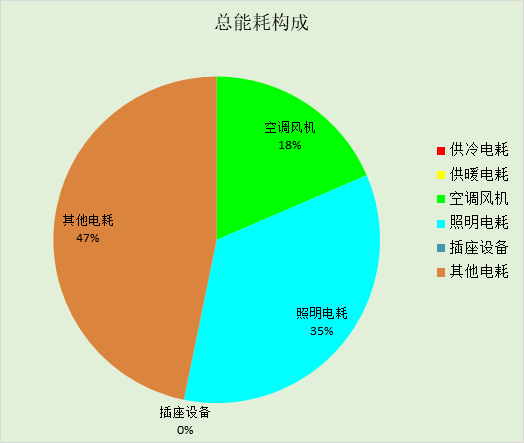 总能耗构成
空调风机
18%
其他电耗
47%
照明电耗
35%
插座设备
0%
供冷电耗
供暖电耗
空调风机
照明电耗
插座设备
其他电耗